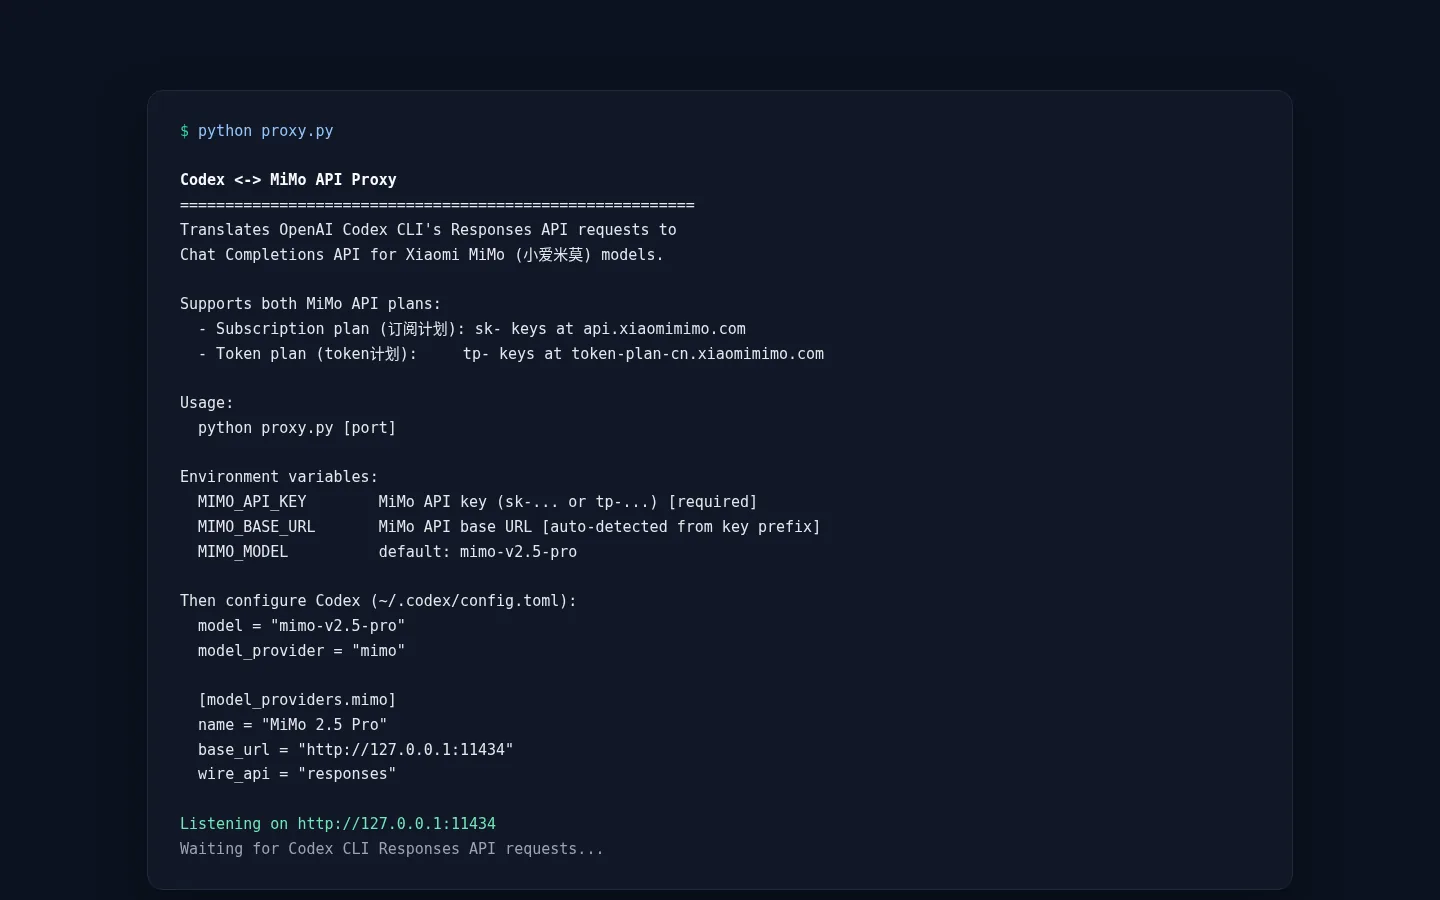 $ python proxy.py
Codex <-> MiMo API Proxy
=========================================================
Translates OpenAI Codex CLI's Responses API requests to
Chat Completions API for Xiaomi MiMo (小爱米莫) models.
Supports both MiMo API plans:
  - Subscription plan (订阅计划): sk- keys at api.xiaomimimo.com
  - Token plan (token计划):     tp- keys at token-plan-cn.xiaomimimo.com
Usage:
  python proxy.py [port]
Environment variables:
  MIMO_API_KEY        MiMo API key (sk-... or tp-...) [required]
  MIMO_BASE_URL       MiMo API base URL [auto-detected from key prefix]
  MIMO_MODEL          default: mimo-v2.5-pro
Then configure Codex (~/.codex/config.toml):
  model = "mimo-v2.5-pro"
  model_provider = "mimo"
  [model_providers.mimo]
  name = "MiMo 2.5 Pro"
  base_url = "http://127.0.0.1:11434"
  wire_api = "responses"
Listening on http://127.0.0.1:11434
Waiting for Codex CLI Responses API requests...